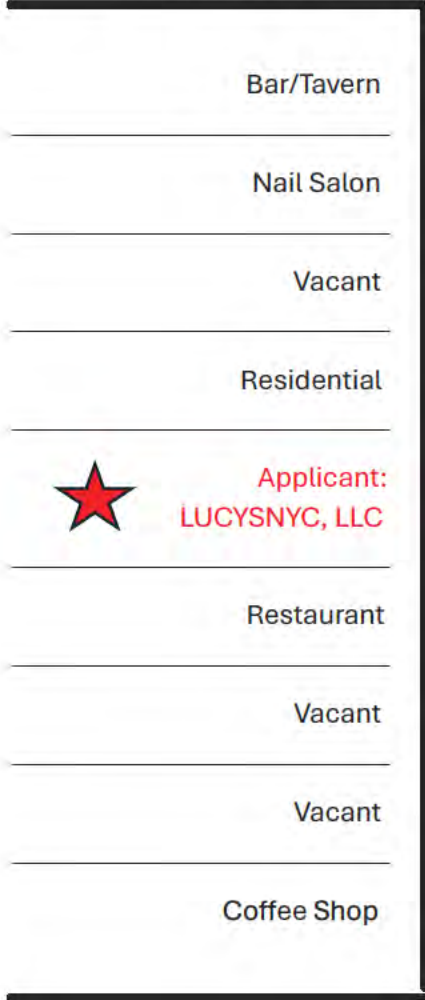 Bar/Tavern
Nail Salon
Vacant
Residential
Applicant:
LUCYSNYC, LLC
Restaurant
Vacant
Vacant
Coffee Shop